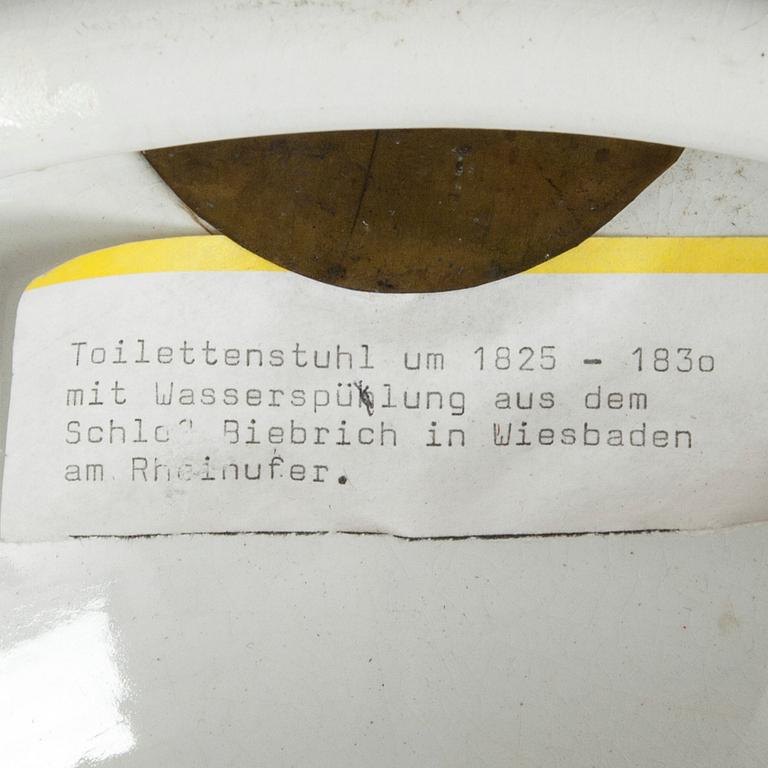 Toilettenstuhl um 1825 - 183o
mit Wasserspülung aus dem
Schloß Biebrich in Wiesbaden
am Rheinufer.